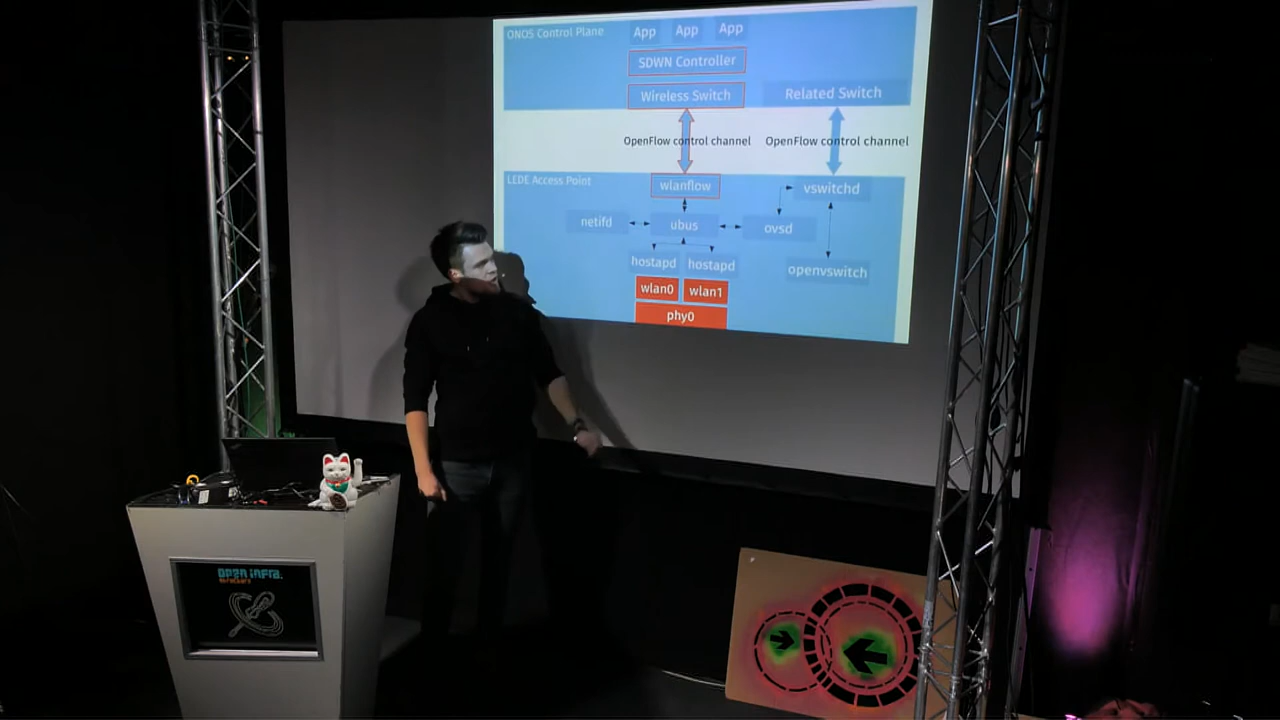 ONOS Control Plane
App App App
SDWN Controller
Wireless Switch Related Switch
OpenFlow control channel OpenFlow control channel
LEDE Access Point
wlanflow vswitchd
netifd ubus ovsd
hostapd hostapd openvswitch
wlan0 wlan1
phy0
open infra.